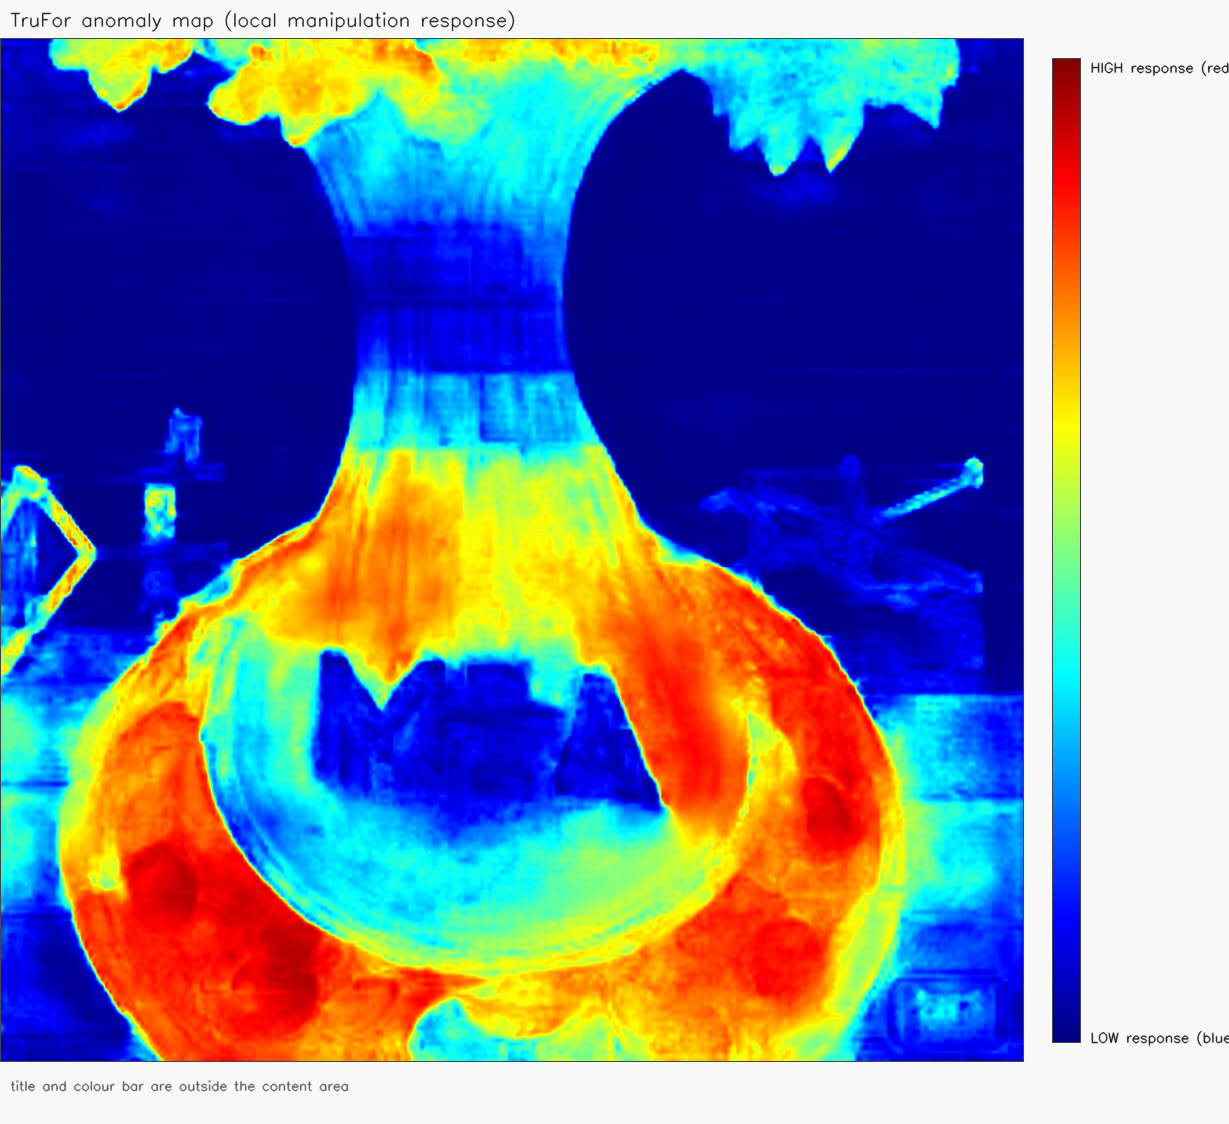 TruFor anomaly map (local manipulation response)
HIGH response (red
LOW response (blue
title and colour bar are outside the content area